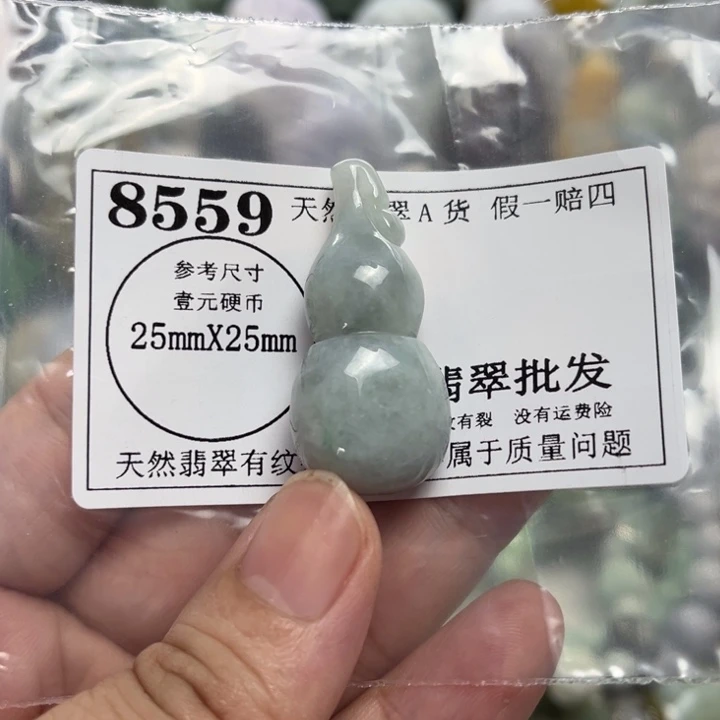 8559 天然 翠A货 假一赔四
参考尺寸
壹元硬币
25mmX25mm
翡翠批发
有裂 没有运费险
天然翡翠有纹 属于质量问题